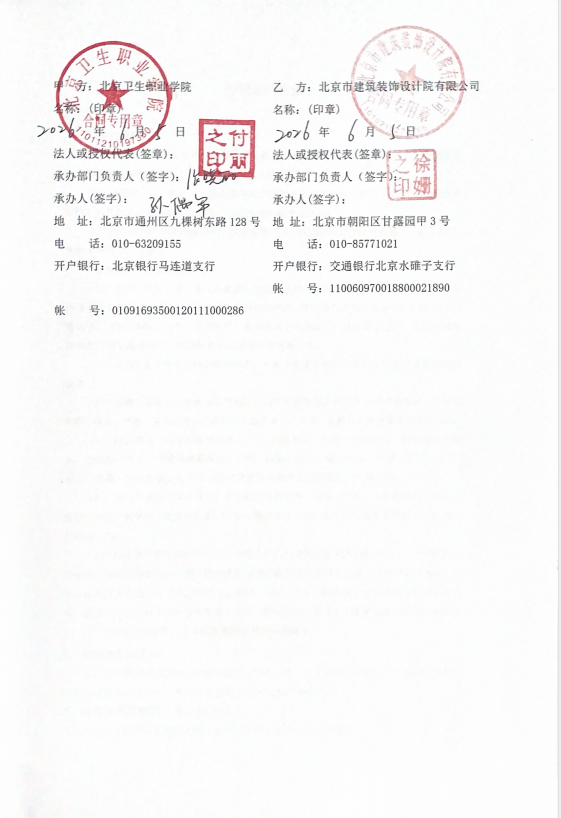 甲 方：北京卫生职业学院
名称：（印章）
2026 年 6 月 5 日
法人或授权代表(签章)：
承办部门负责人（签字）：
承办人(签字)：
地 址：北京市通州区九棵树东路 128 号
电 话：010-63209155
开户银行：北京银行马连道支行
帐 号：01091693500120111000286
北京卫生职业学院
合同专用章
付丽之印
乙 方：北京市建筑装饰设计院有限公司
名称：（印章）
2026 年 6 月 5 日
法人或授权代表(签章)：
承办部门负责人（签字）：
承办人(签字)：
地 址：北京市朝阳区甘露园甲 3 号
电 话：010-85771021
开户银行：交通银行北京水碓子支行
帐 号：110060970018800021890
北京市建筑装饰设计院有限公司
合同专用章
徐姗之印